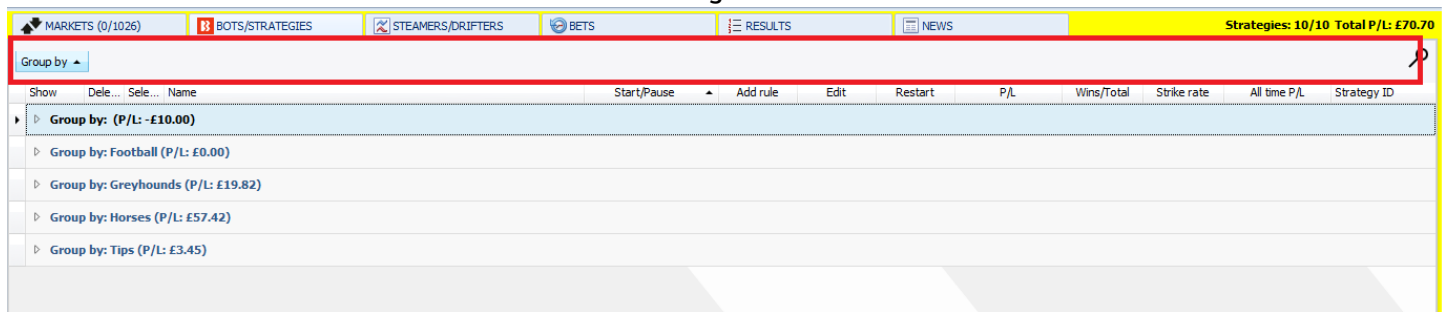 MARKETS (0/1026) BOTS/STRATEGIES STEAMERS/DRIFTERS BETS RESULTS NEWS Strategies: 10/10 Total P/L: £70.70
Group by
Show Dele... Sele... Name Start/Pause Add rule Edit Restart P/L Wins/Total Strike rate All time P/L Strategy ID
Group by: (P/L: -£10.00)
Group by: Football (P/L: £0.00)
Group by: Greyhounds (P/L: £19.82)
Group by: Horses (P/L: £57.42)
Group by: Tips (P/L: £3.45)